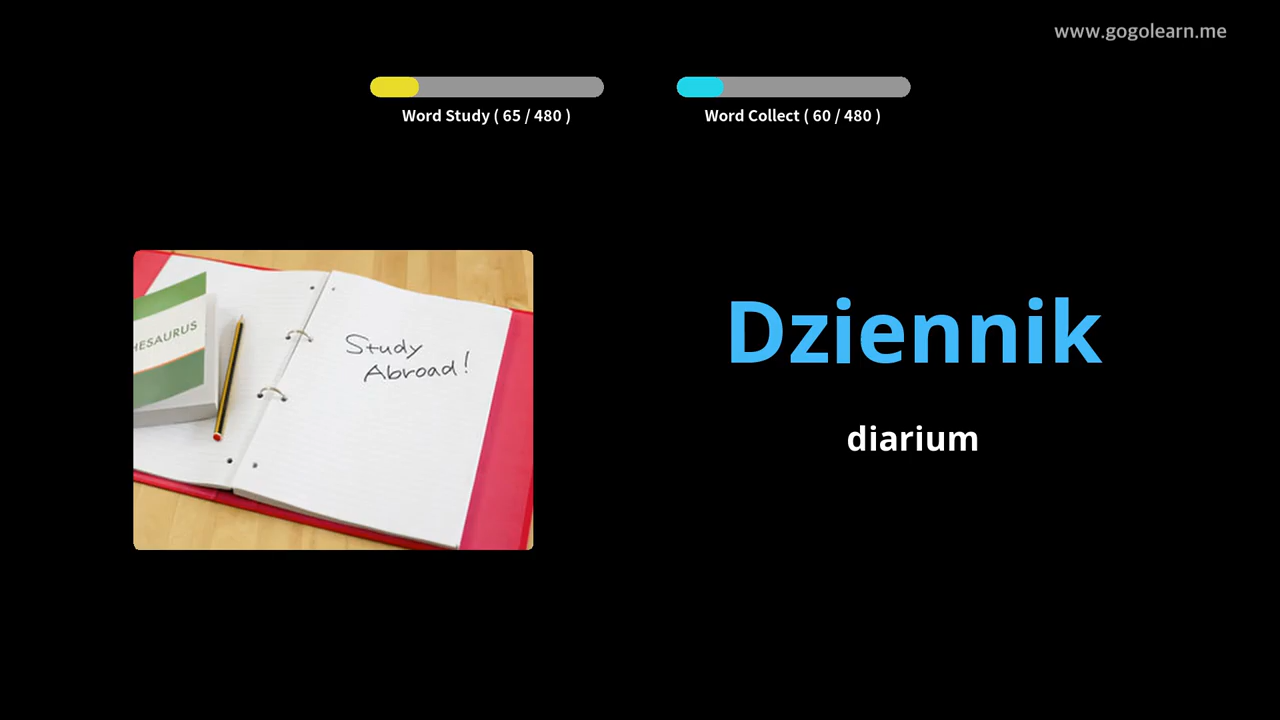 www.gogolearn.me
Word Study ( 65 / 480 )
Word Collect ( 60 / 480 )
HESAURUS
Study
Abroad!
Dziennik
diarium